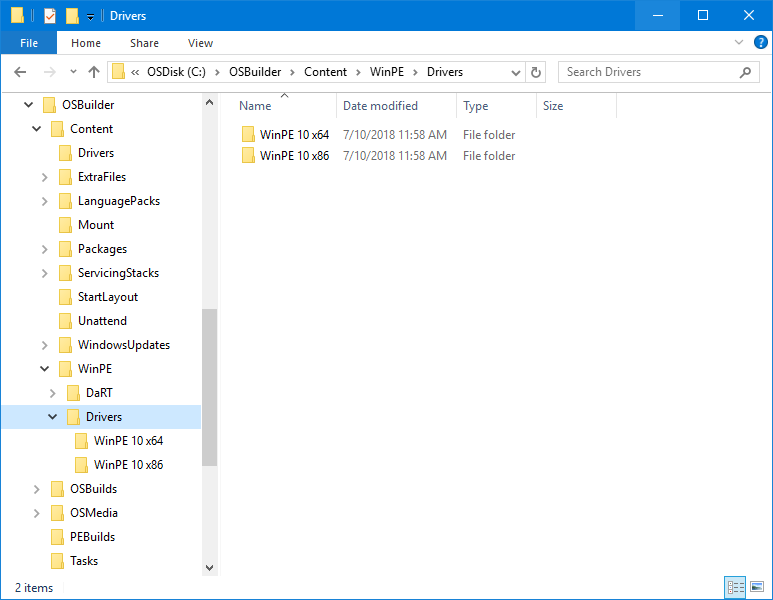 Drivers
File Home Share View
« OSDisk (C:) > OSBuilder > Content > WinPE > Drivers Search Drivers
Name Date modified Type Size
WinPE 10 x64 7/10/2018 11:58 AM File folder
WinPE 10 x86 7/10/2018 11:58 AM File folder
OSBuilder
Content
Drivers
ExtraFiles
LanguagePacks
Mount
Packages
ServicingStacks
StartLayout
Unattend
WindowsUpdates
WinPE
DaRT
Drivers
WinPE 10 x64
WinPE 10 x86
OSBuilds
OSMedia
PEBuilds
Tasks
2 items